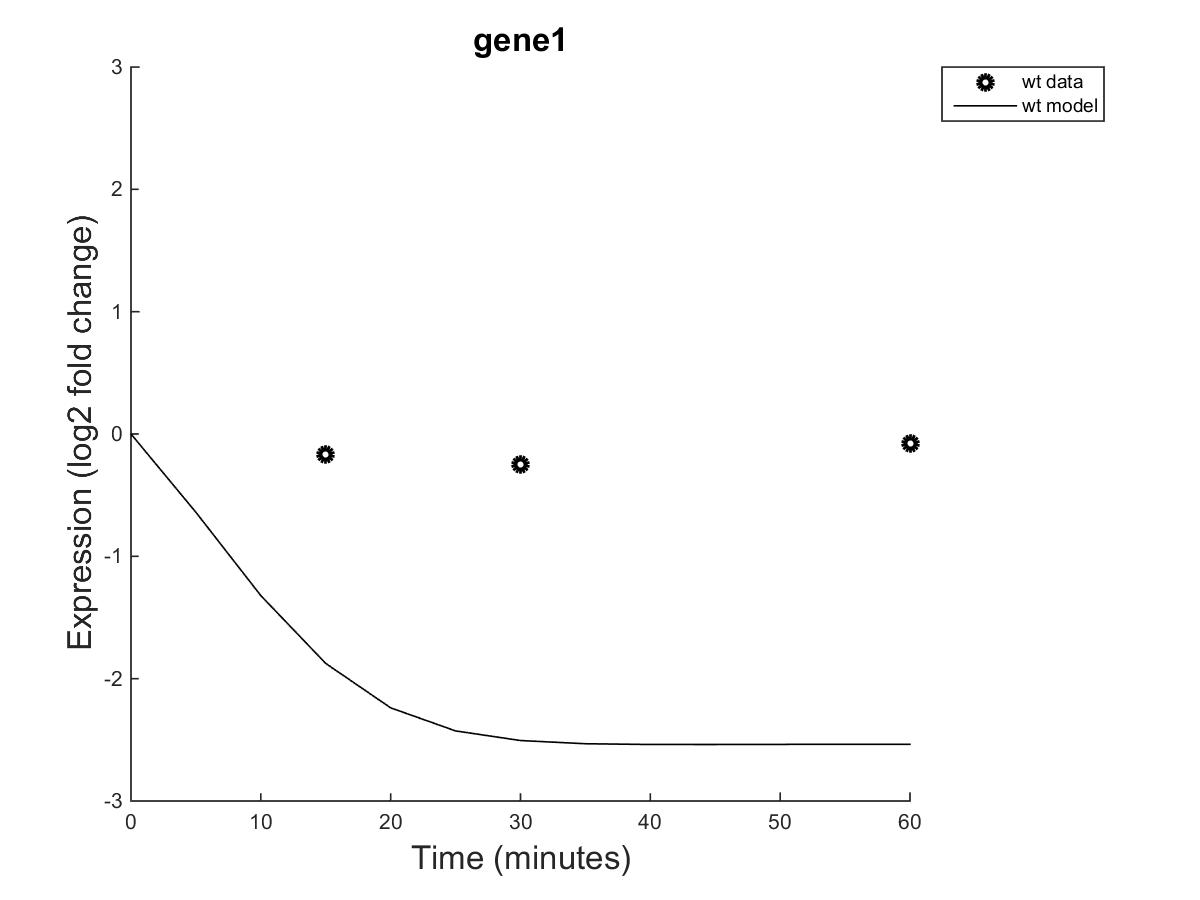 gene1
wt data
wt model
3
2
1
0
-1
-2
-3
Expression (log2 fold change)
0 10 20 30 40 50 60
Time (minutes)